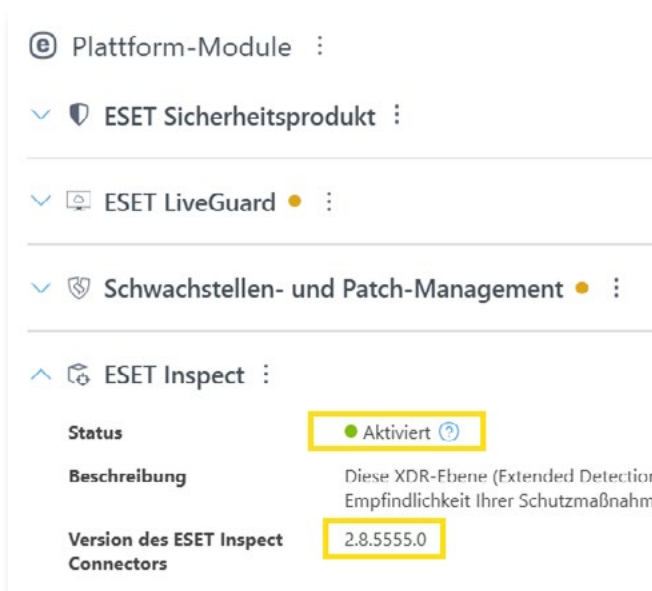 Plattform-Module
ESET Sicherheitsprodukt
ESET LiveGuard
Schwachstellen- und Patch-Management
ESET Inspect
Status Aktiviert
Beschreibung Diese XDR-Ebene (Extended Detection
Empfindlichkeit Ihrer Schutzmaßnahm
Version des ESET Inspect 2.8.5555.0
Connectors